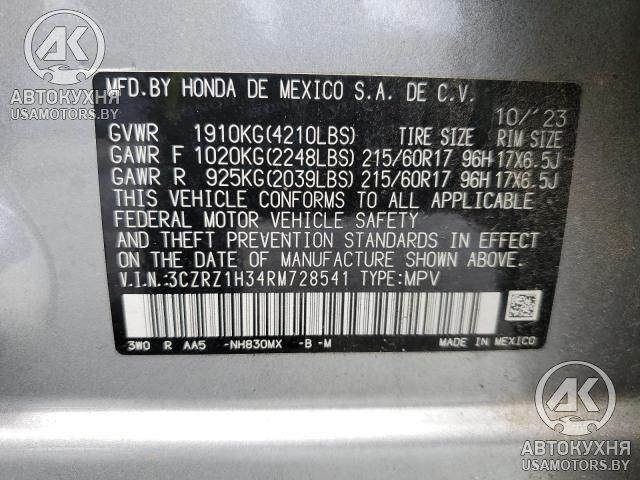 АВТОКУХНЯ
USAMOTORS.BY
MFD.BY HONDA DE MEXICO S.A. DE C.V.
10/'23
GVWR 1910KG(4210LBS) TIRE SIZE RIM SIZE
GAWR F 1020KG(2248LBS) 215/60R17 96H 17X6.5J
GAWR R 925KG(2039LBS) 215/60R17 96H 17X6.5J
THIS VEHICLE CONFORMS TO ALL APPLICABLE
FEDERAL MOTOR VEHICLE SAFETY
AND THEFT PREVENTION STANDARDS IN EFFECT
ON THE DATE OF MANUFACTURE SHOWN ABOVE.
V.I.N.:3CZRZ1H34RM728541 TYPE:MPV
3W0 R AA5 -NH830MX -B -M MADE IN MEXICO
AK
АВТОКУХНЯ
USAMOTORS.BY